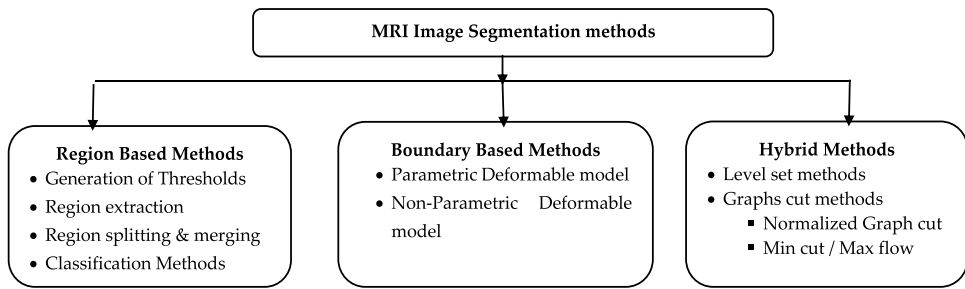 MRI Image Segmentation methods
Region Based Methods
• Generation of Thresholds
• Region extraction
• Region splitting & merging
• Classification Methods
Boundary Based Methods
• Parametric Deformable model
• Non-Parametric Deformable
model
Hybrid Methods
• Level set methods
• Graphs cut methods
▪ Normalized Graph cut
▪ Min cut / Max flow